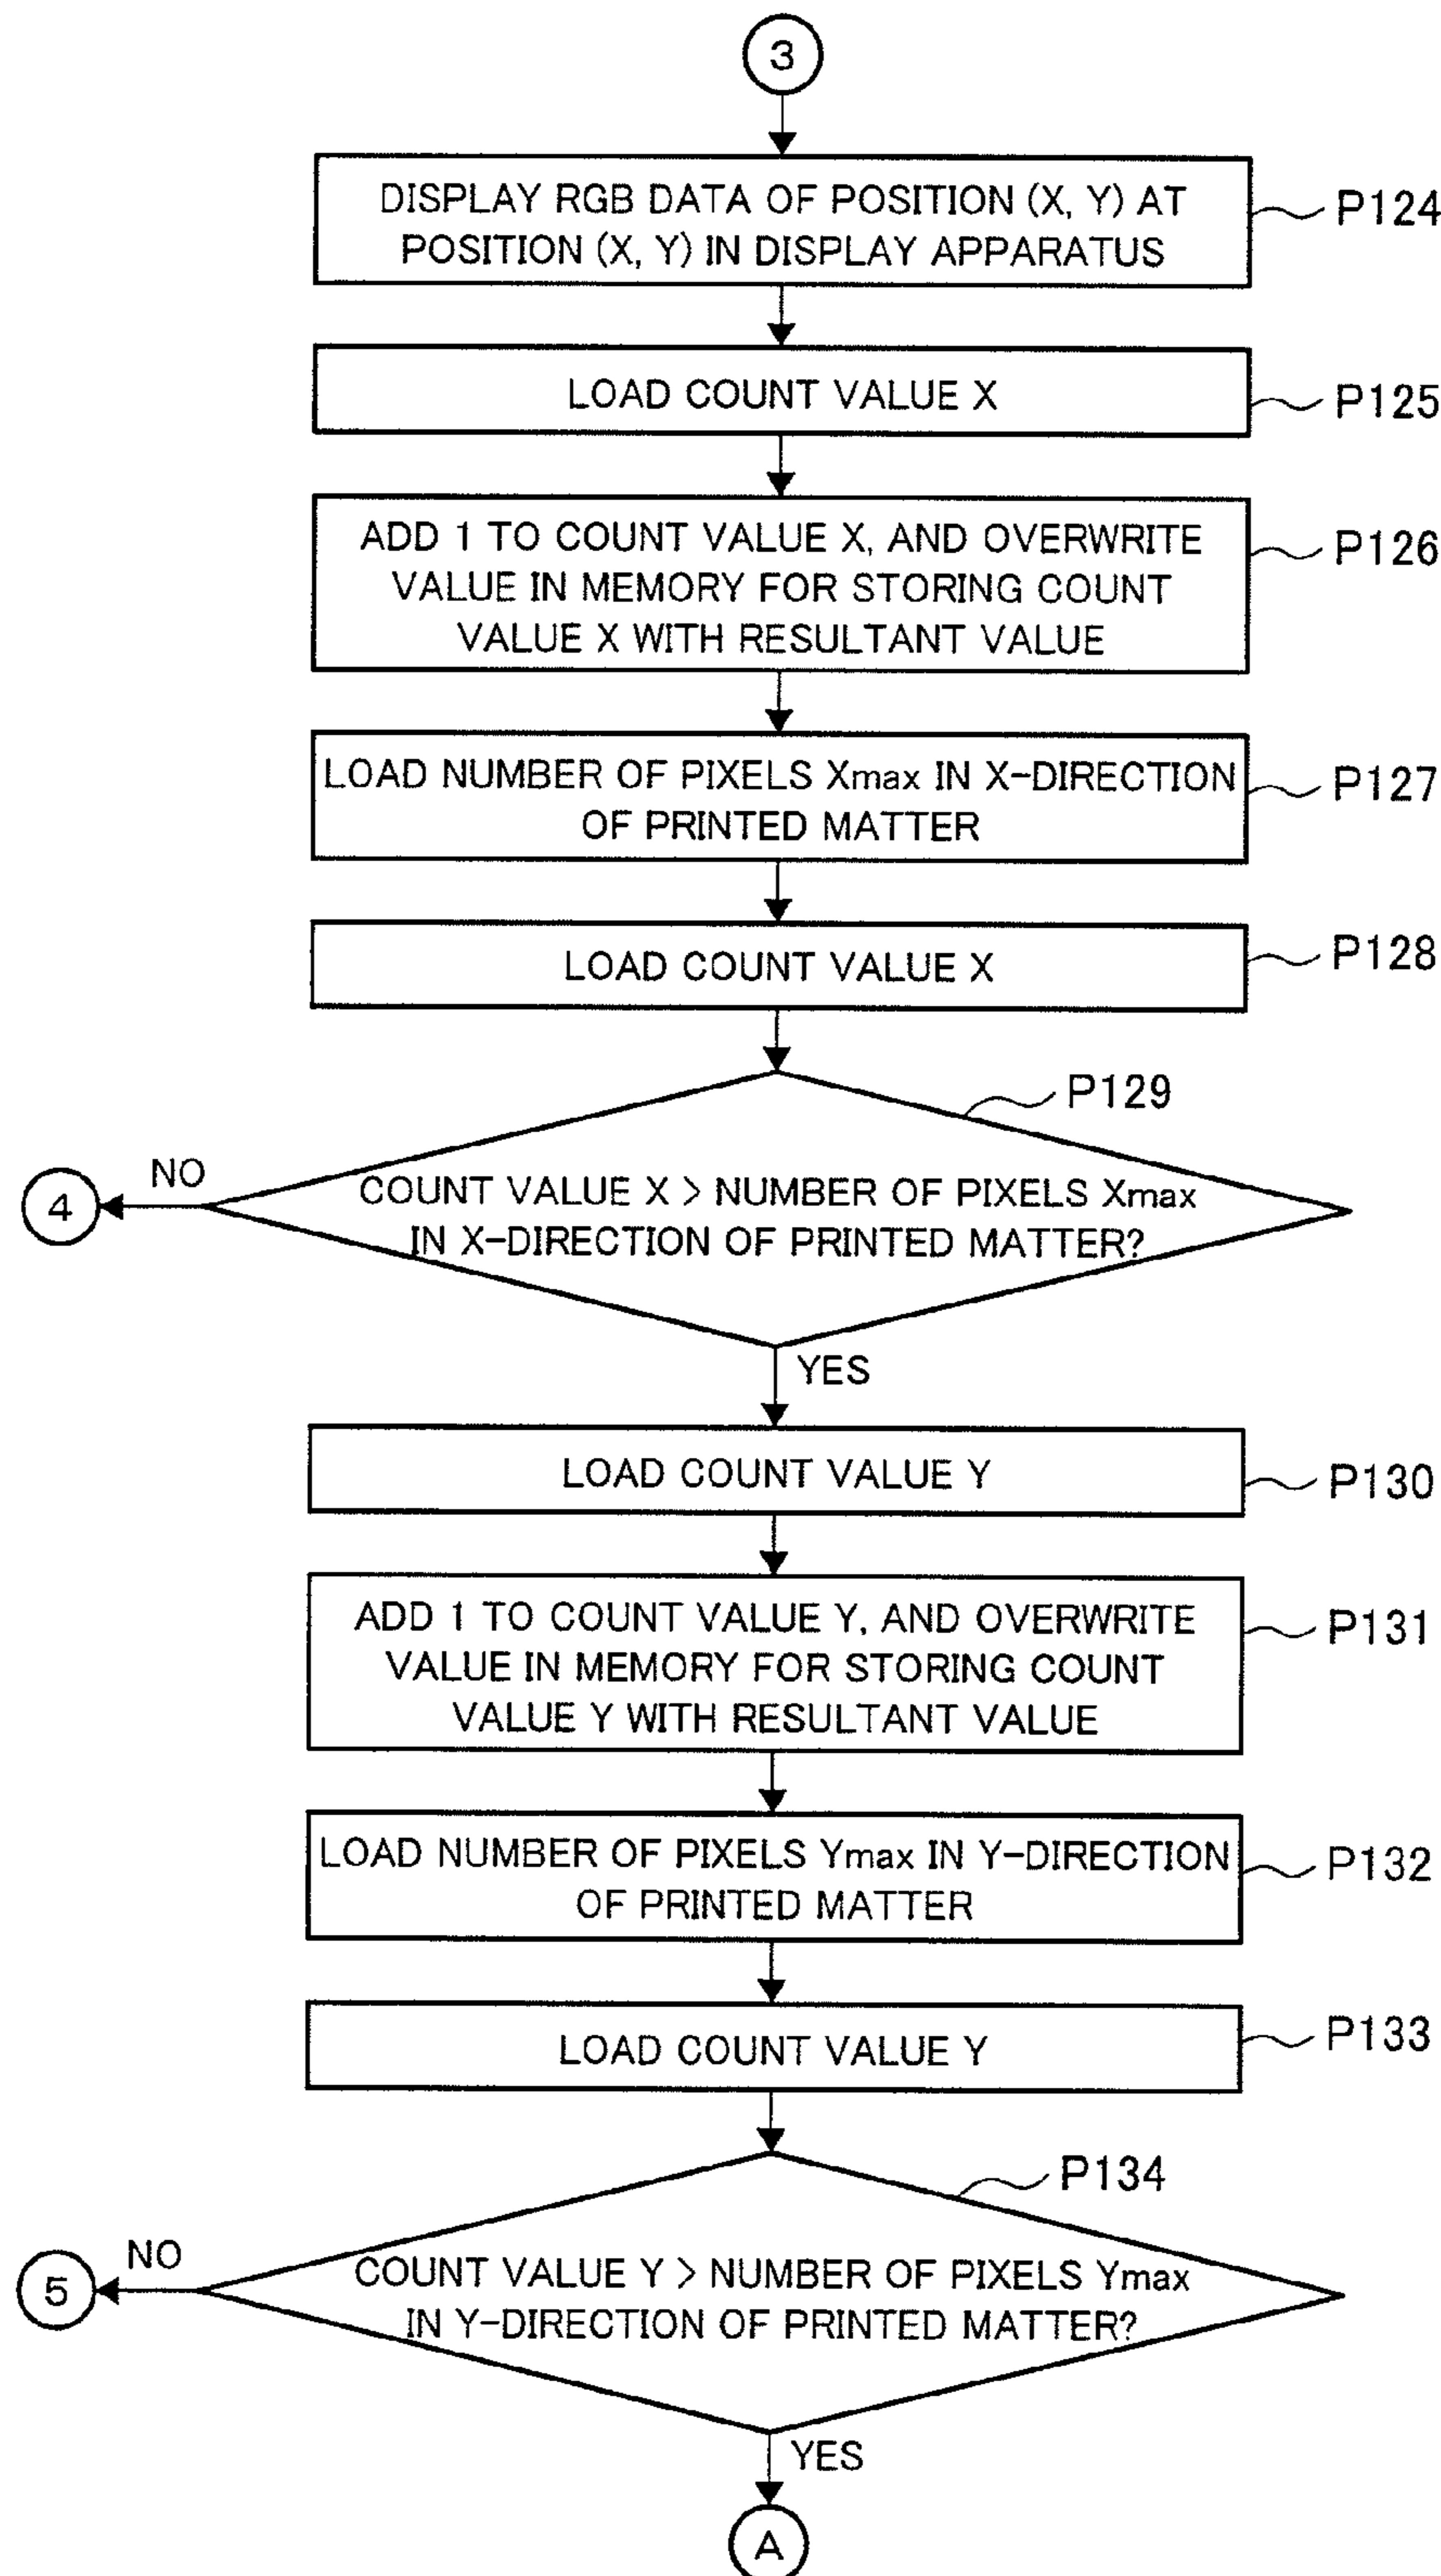 3
DISPLAY RGB DATA OF POSITION (X, Y) AT
POSITION (X, Y) IN DISPLAY APPARATUS
P124
LOAD COUNT VALUE X
P125
ADD 1 TO COUNT VALUE X, AND OVERWRITE
VALUE IN MEMORY FOR STORING COUNT
VALUE X WITH RESULTANT VALUE
P126
LOAD NUMBER OF PIXELS Xmax IN X-DIRECTION
OF PRINTED MATTER
P127
LOAD COUNT VALUE X
P128
P129
COUNT VALUE X > NUMBER OF PIXELS Xmax
IN X-DIRECTION OF PRINTED MATTER?
NO
4
YES
LOAD COUNT VALUE Y
P130
ADD 1 TO COUNT VALUE Y, AND OVERWRITE
VALUE IN MEMORY FOR STORING COUNT
VALUE Y WITH RESULTANT VALUE
P131
LOAD NUMBER OF PIXELS Ymax IN Y-DIRECTION
OF PRINTED MATTER
P132
LOAD COUNT VALUE Y
P133
P134
COUNT VALUE Y > NUMBER OF PIXELS Ymax
IN Y-DIRECTION OF PRINTED MATTER?
NO
5
YES
A